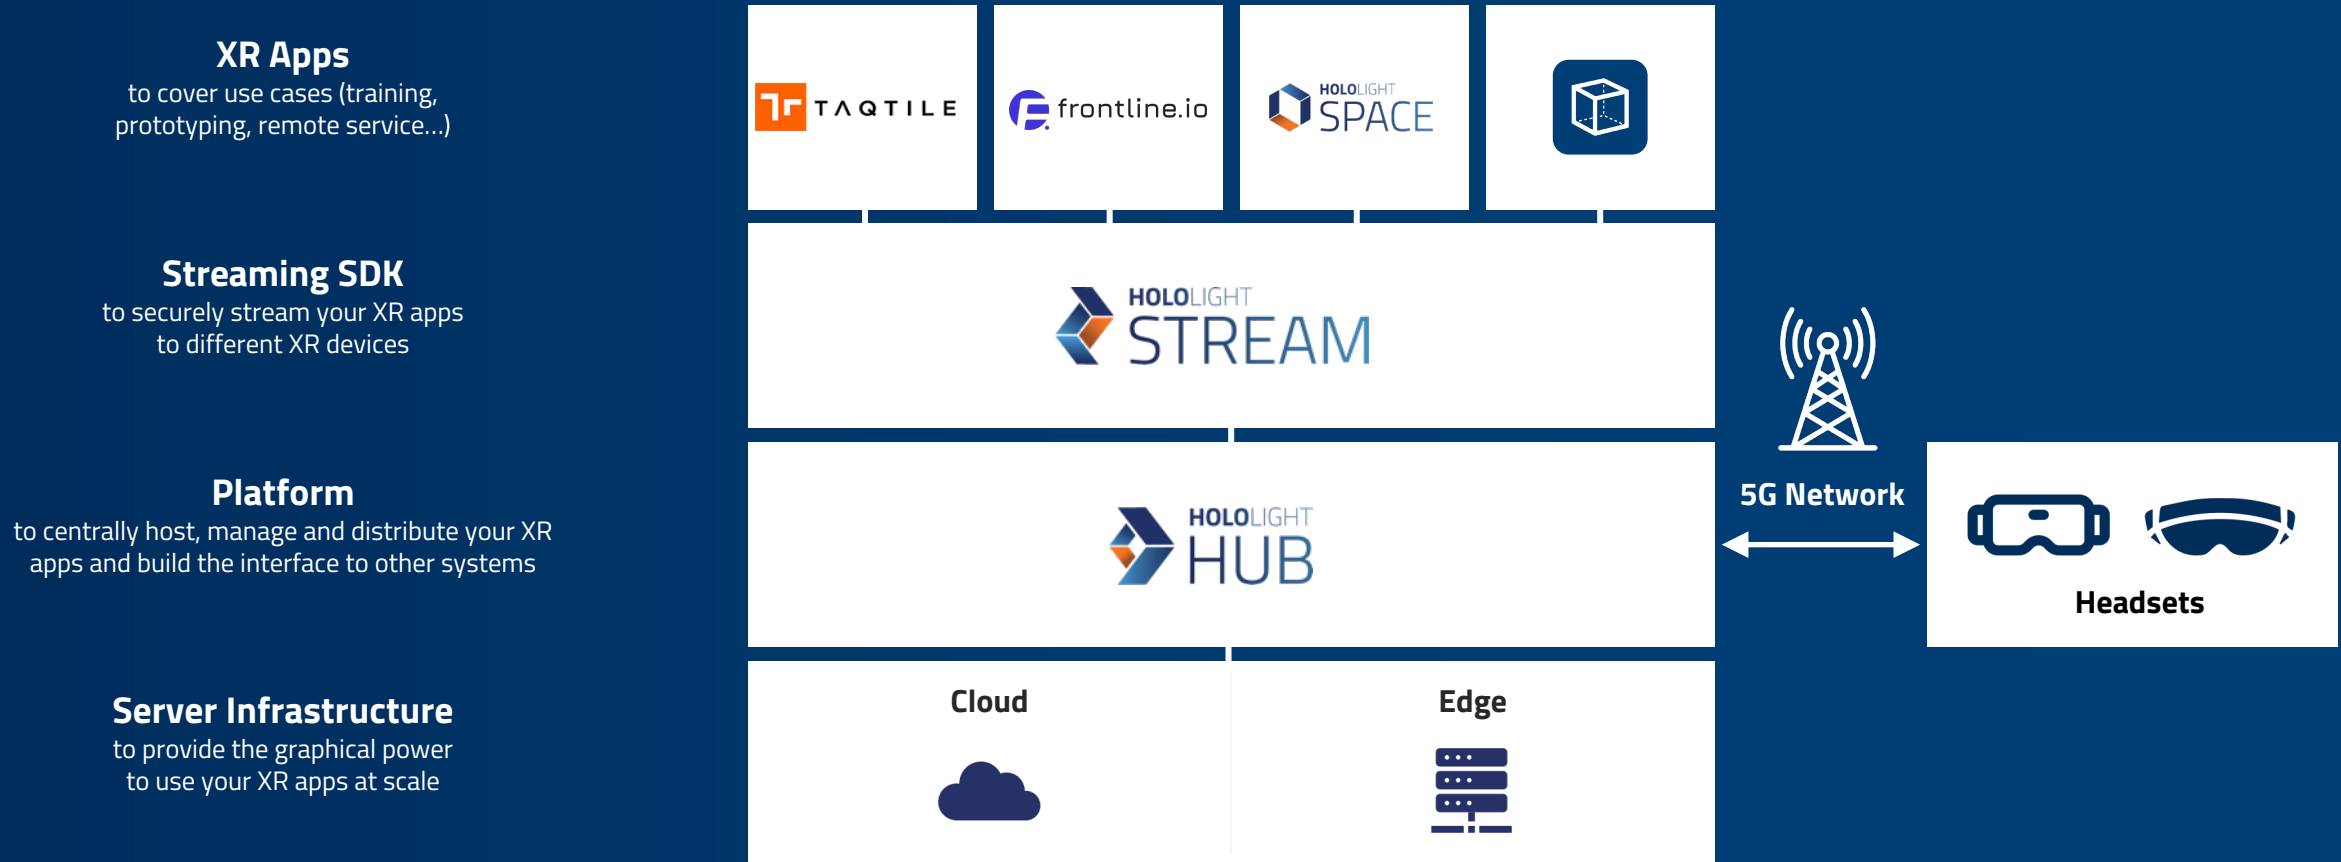 XR Apps
to cover use cases (training,
prototyping, remote service...)
TAQTILE
frontline.io
HOLOLIGHT
SPACE
Streaming SDK
to securely stream your XR apps
to different XR devices
HOLOLIGHT
STREAM
Platform
to centrally host, manage and distribute your XR
apps and build the interface to other systems
HOLOLIGHT
HUB
5G Network
Headsets
Server Infrastructure
to provide the graphical power
to use your XR apps at scale
Cloud
Edge